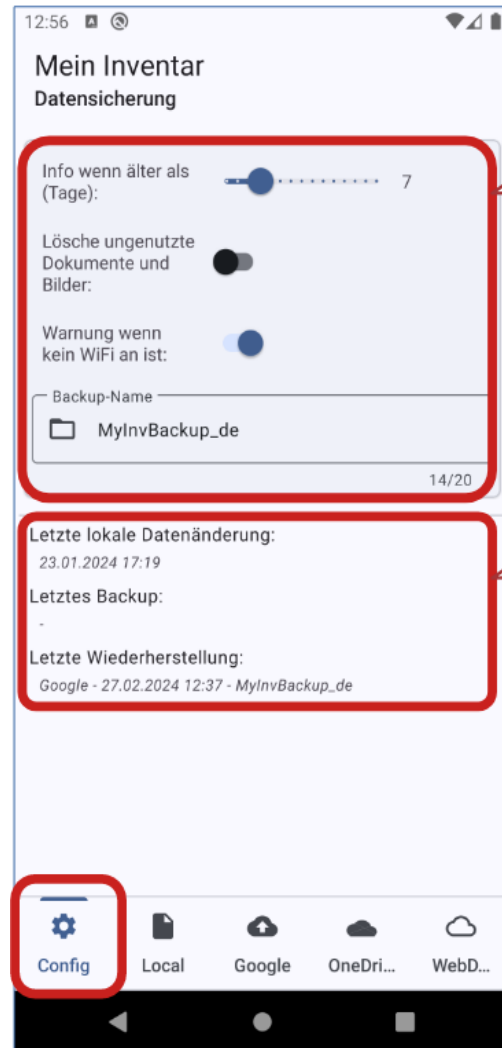 12:56
Mein Inventar
Datensicherung
Info wenn älter als
(Tage):
7
Lösche ungenutzte
Dokumente und
Bilder:
Warnung wenn
kein WiFi an ist:
Backup-Name
MyInvBackup_de
14/20
Letzte lokale Datenänderung:
23.01.2024 17:19
Letztes Backup:
-
Letzte Wiederherstellung:
Google - 27.02.2024 12:37 - MyInvBackup_de
Config
Local
Google
OneDri...
WebD...